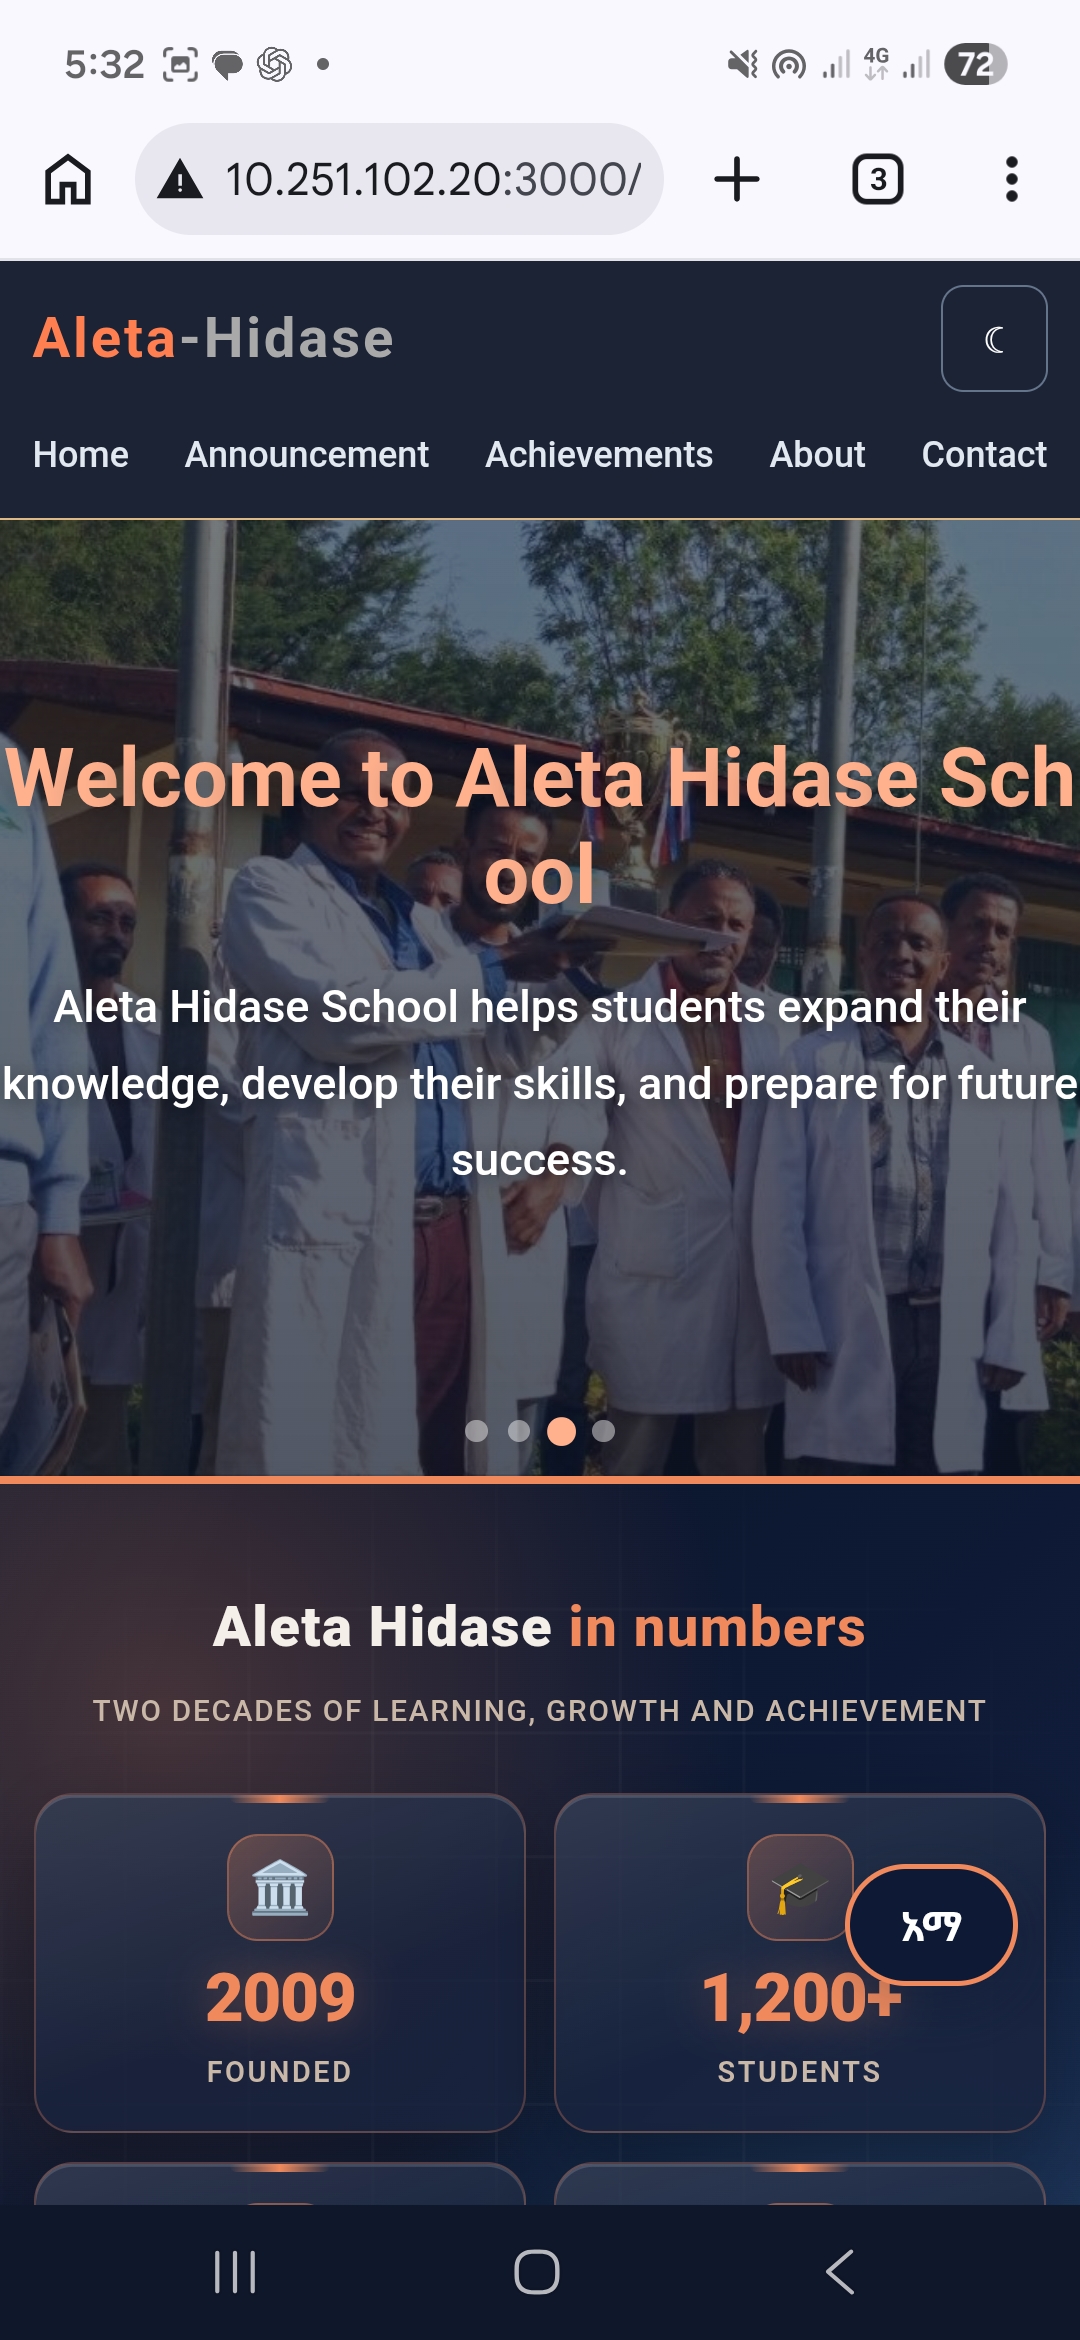 5:32
4G
72
10.251.102.20:3000/
3
Aleta-Hidase
Home Announcement Achievements About Contact
Welcome to Aleta Hidase Sch
ool
Aleta Hidase School helps students expand their
knowledge, develop their skills, and prepare for future
success.
Aleta Hidase in numbers
TWO DECADES OF LEARNING, GROWTH AND ACHIEVEMENT
2009
FOUNDED
1,200+
STUDENTS
አማ